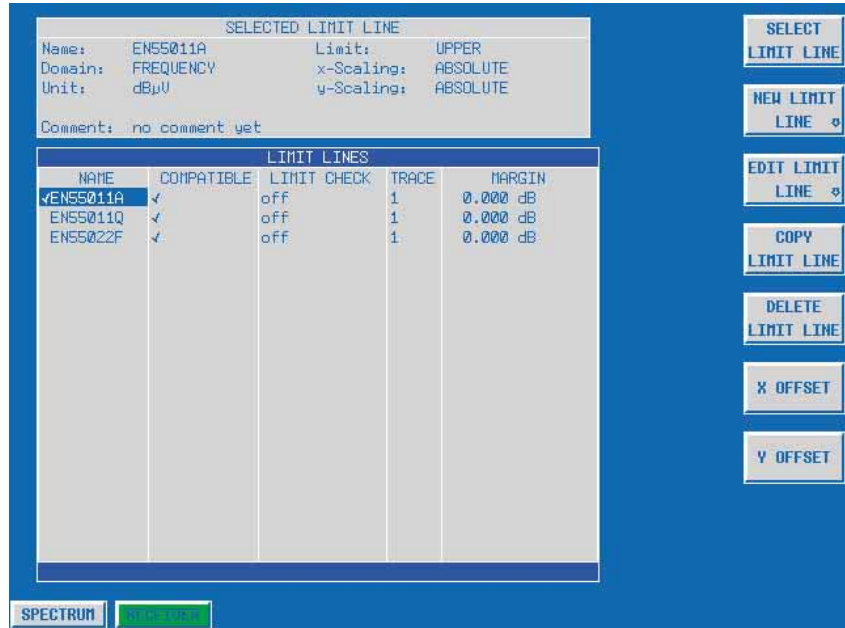 SELECTED LIMIT LINE
Name: EN55011A Limit: UPPER
Domain: FREQUENCY x-Scaling: ABSOLUTE
Unit: dBµV y-Scaling: ABSOLUTE
Comment: no comment yet
LIMIT LINES
NAME COMPATIBLE LIMIT CHECK TRACE MARGIN
√EN55011A √ off 1 0.000 dB
EN55011Q √ off 1 0.000 dB
EN55022F √ off 1 0.000 dB
SELECT
LIMIT LINE
NEW LIMIT
LINE ⇩
EDIT LIMIT
LINE ⇩
COPY
LIMIT LINE
DELETE
LIMIT LINE
X OFFSET
Y OFFSET
SPECTRUM RECEIVER